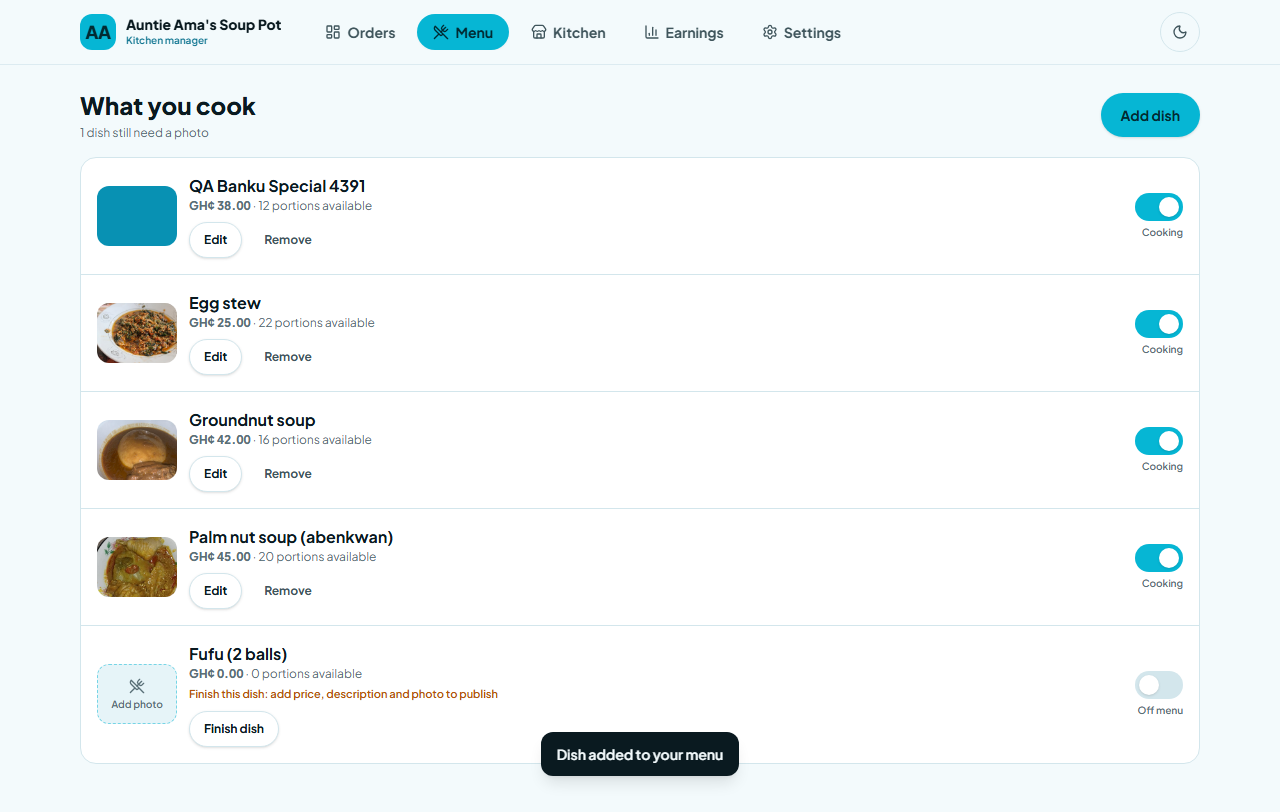 AA
Auntie Ama's Soup Pot
Kitchen manager
Orders
Menu
Kitchen
Earnings
Settings
What you cook
1 dish still need a photo
Add dish
QA Banku Special 4391
GH₵ 38.00 · 12 portions available
Edit
Remove
Cooking
Egg stew
GH₵ 25.00 · 22 portions available
Edit
Remove
Cooking
Groundnut soup
GH₵ 42.00 · 16 portions available
Edit
Remove
Cooking
Palm nut soup (abenkwan)
GH₵ 45.00 · 20 portions available
Edit
Remove
Cooking
Add photo
Fufu (2 balls)
GH₵ 0.00 · 0 portions available
Finish this dish: add price, description and photo to publish
Finish dish
Off menu
Dish added to your menu